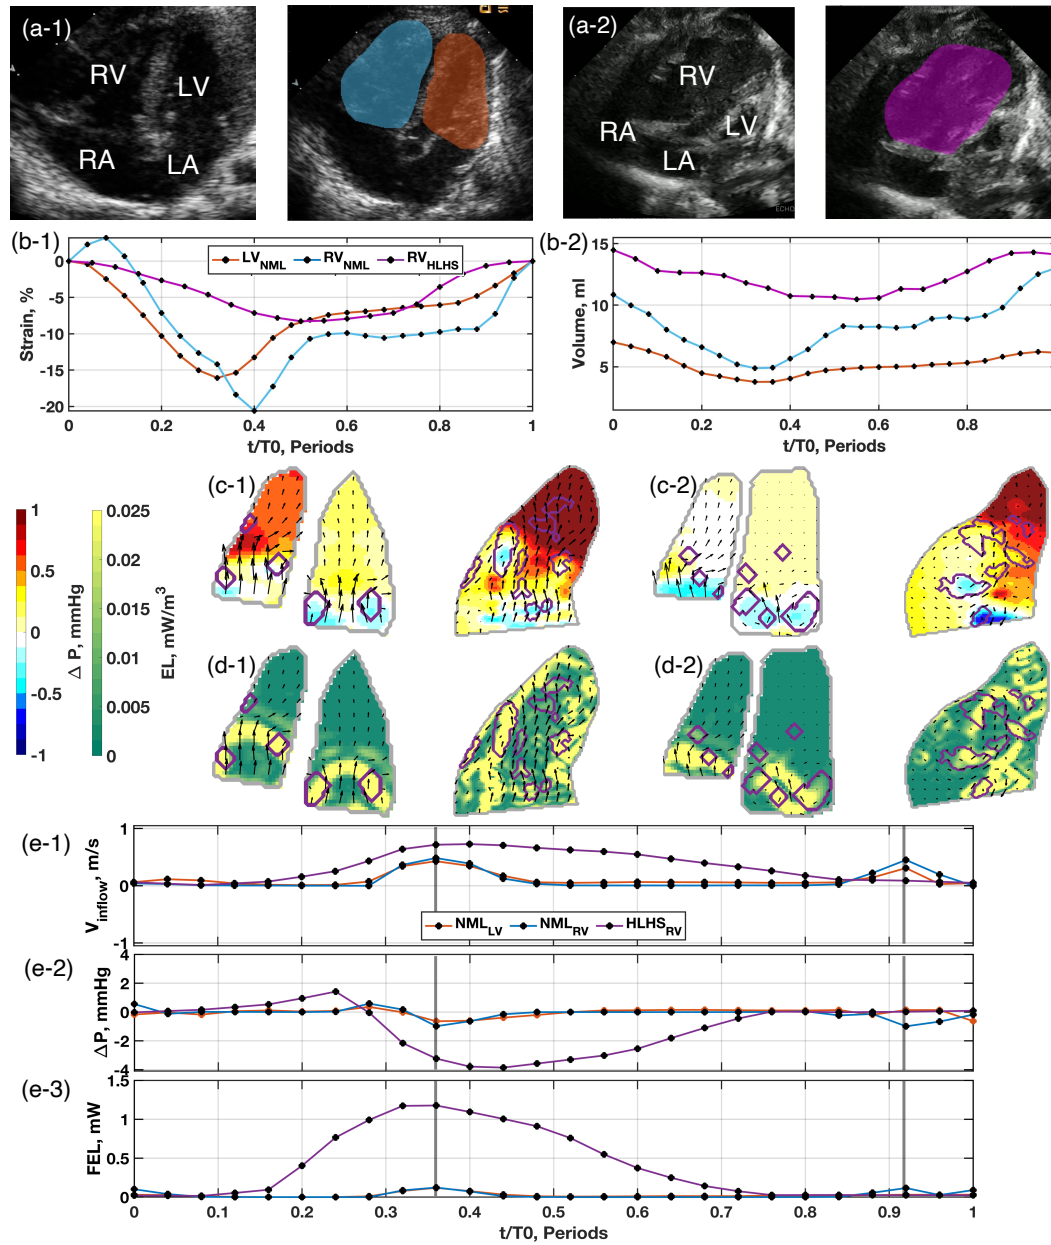 (a-1)
RV
LV
RA
LA
(a-2)
RV
RA
LA
LV
ECHO
(b-1)
LV_NML
RV_NML
RV_HLHS
0
-5
-10
-15
-20
Strain, %
0 0.2 0.4 0.6 0.8 1
t/T0, Periods
(b-2)
15
10
5
Volume, ml
0 0.2 0.4 0.6 0.8
t/T0, Periods
(c-1)
(c-2)
1
0.5
0
-0.5
-1
Δ P, mmHg
0.025
0.02
0.015
0.01
0.005
0
EL, mW/m³
(d-1)
(d-2)
(e-1)
1
0
-1
V_inflow, m/s
NML_LV
NML_RV
HLHS_RV
(e-2)
4
2
0
-2
-4
ΔP, mmHg
(e-3)
1.5
1
0.5
0
FEL, mW
0 0.1 0.2 0.3 0.4 0.5 0.6 0.7 0.8 0.9 1
t/T0, Periods